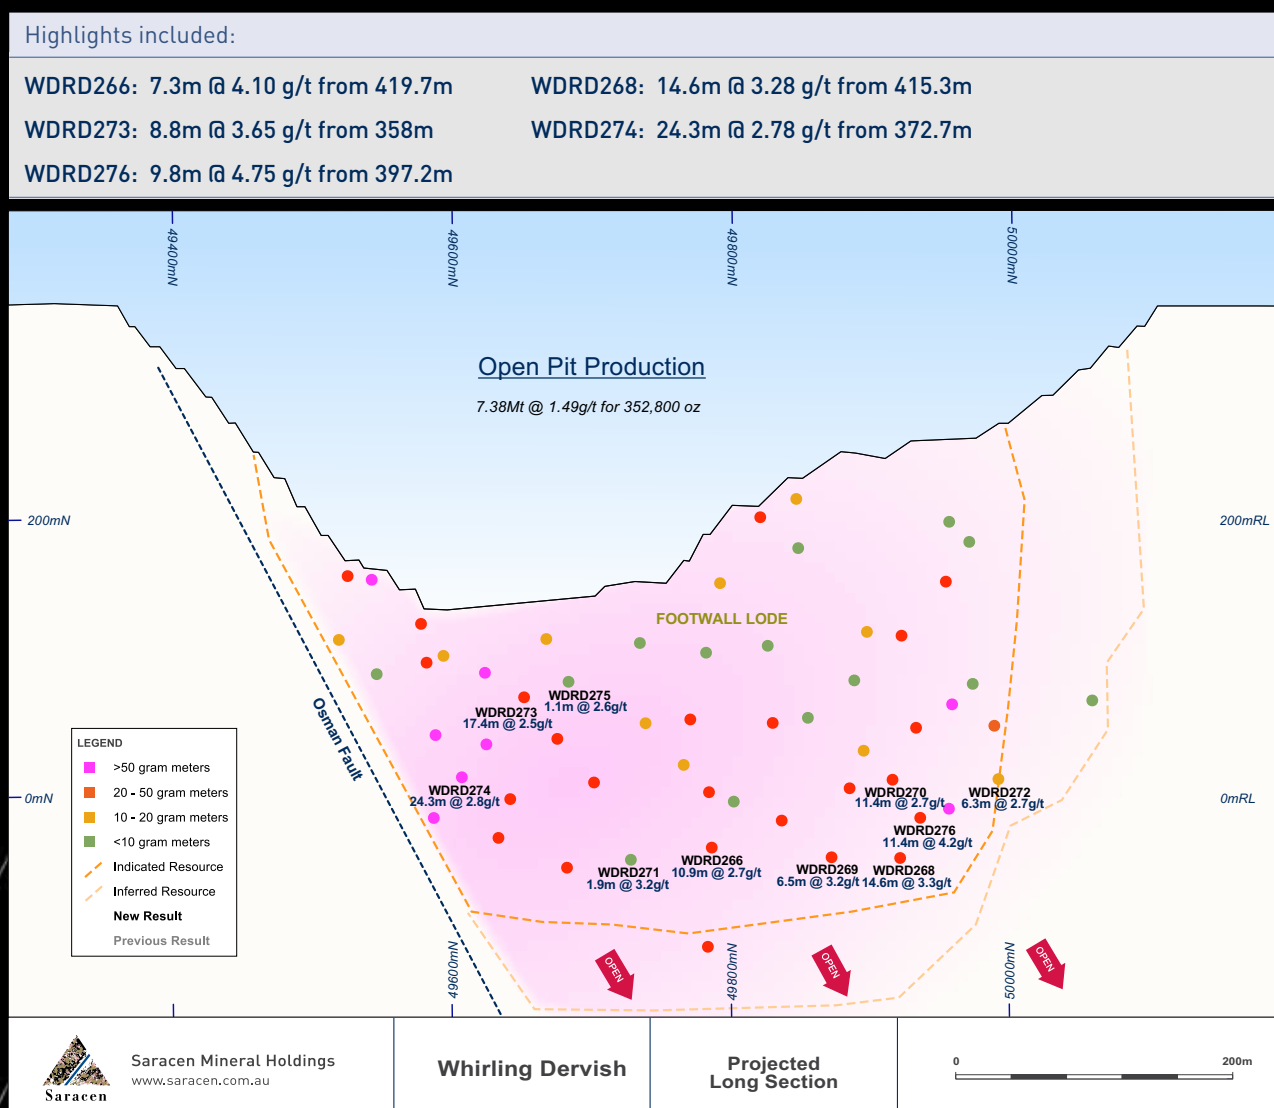 Highlights included:
WDRD266: 7.3m @ 4.10 g/t from 419.7m
WDRD268: 14.6m @ 3.28 g/t from 415.3m
WDRD273: 8.8m @ 3.65 g/t from 358m
WDRD274: 24.3m @ 2.78 g/t from 372.7m
WDRD276: 9.8m @ 4.75 g/t from 397.2m
49400mN
49600mN
49800mN
50000mN
Open Pit Production
7.38Mt @ 1.49g/t for 352,800 oz
200mN
200mRL
FOOTWALL LODE
WDRD275
1.1m @ 2.6g/t
WDRD273
17.4m @ 2.5g/t
Osman Fault
WDRD274
24.3m @ 2.8g/t
0mN
0mRL
WDRD270
11.4m @ 2.7g/t
WDRD272
6.3m @ 2.7g/t
WDRD276
11.4m @ 4.2g/t
WDRD271
1.9m @ 3.2g/t
WDRD266
10.9m @ 2.7g/t
WDRD269
6.5m @ 3.2g/t
WDRD268
14.6m @ 3.3g/t
LEGEND
>50 gram meters
20 - 50 gram meters
10 - 20 gram meters
<10 gram meters
Indicated Resource
Inferred Resource
New Result
Previous Result
49600mN
49800mN
50000mN
OPEN
OPEN
OPEN
Saracen
Saracen Mineral Holdings
www.saracen.com.au
Whirling Dervish
Projected
Long Section
0
200m